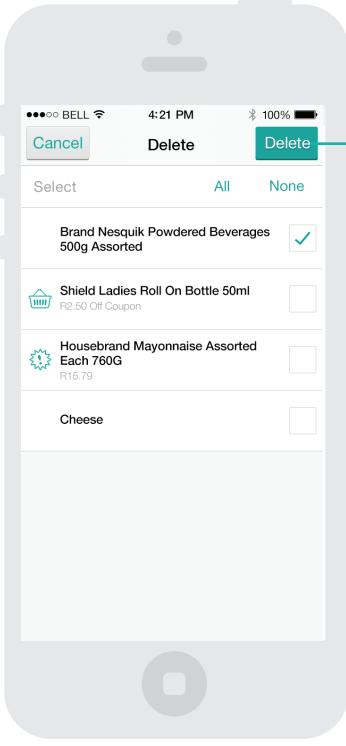 BELL 4:21 PM 100%
Cancel Delete Delete
Select All None
Brand Nesquik Powdered Beverages
500g Assorted
Shield Ladies Roll On Bottle 50ml
R2.50 Off Coupon
Housebrand Mayonnaise Assorted
Each 760G
R15.79
Cheese